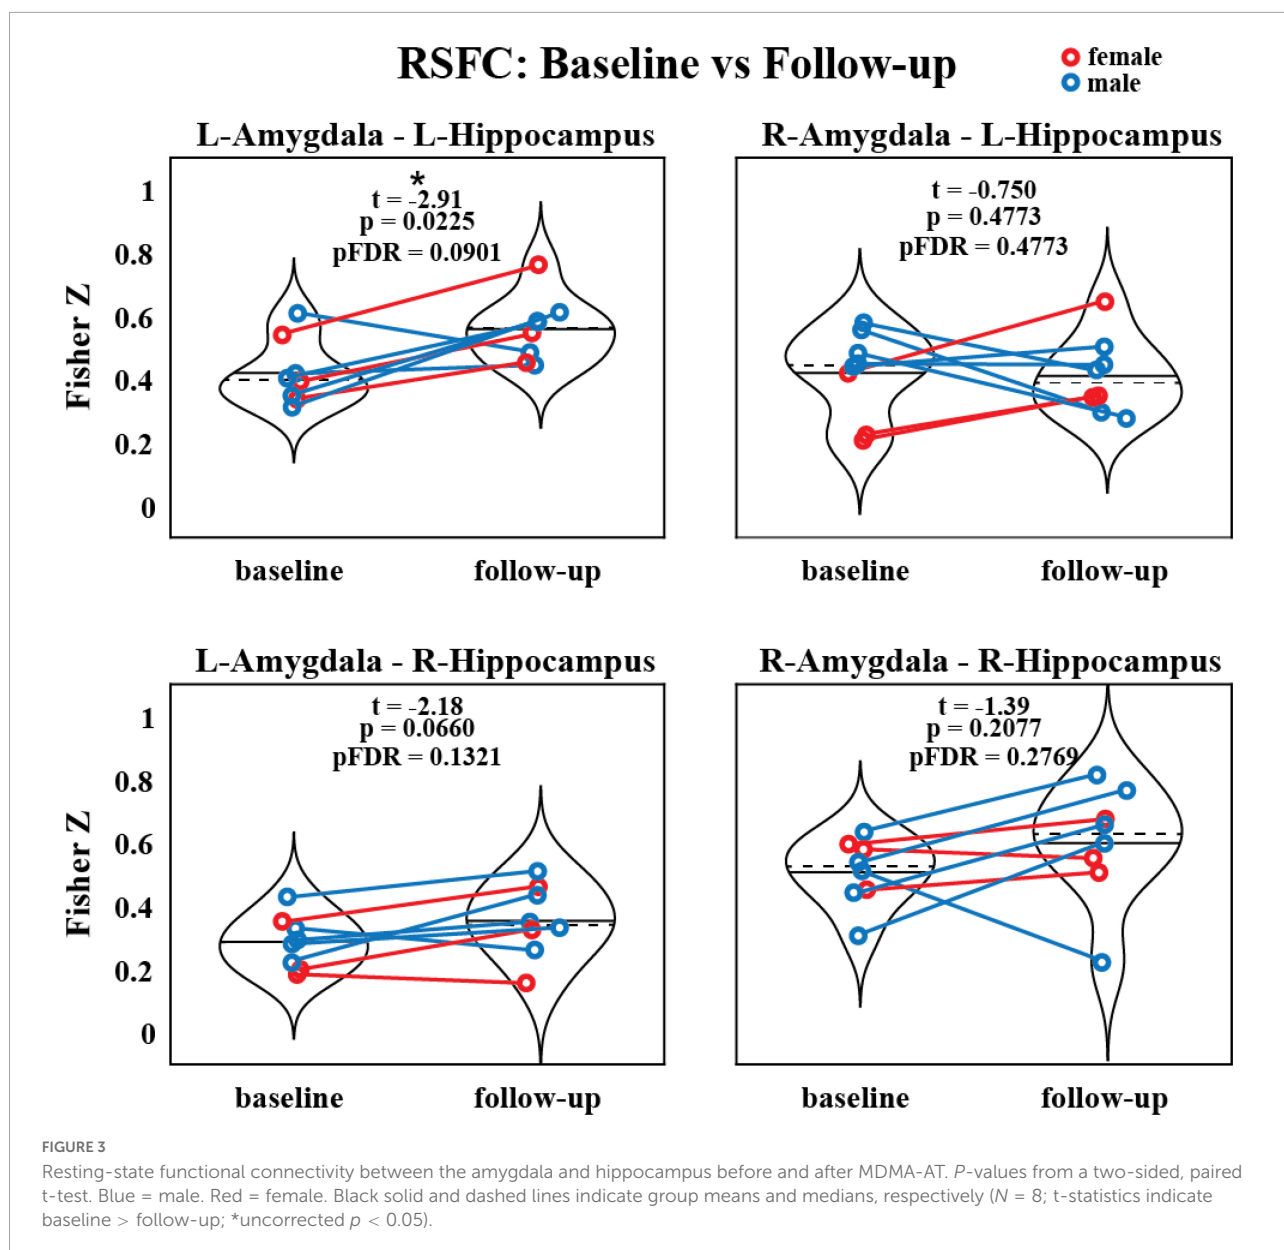 RSFC: Baseline vs Follow-up
female
male
L-Amygdala - L-Hippocampus
*
t = -2.91
p = 0.0225
pFDR = 0.0901
Fisher Z
1
0.8
0.6
0.4
0.2
0
baseline
follow-up
R-Amygdala - L-Hippocampus
t = -0.750
p = 0.4773
pFDR = 0.4773
baseline
follow-up
L-Amygdala - R-Hippocampus
t = -2.18
p = 0.0660
pFDR = 0.1321
Fisher Z
1
0.8
0.6
0.4
0.2
0
baseline
follow-up
R-Amygdala - R-Hippocampus
t = -1.39
p = 0.2077
pFDR = 0.2769
baseline
follow-up
FIGURE 3
Resting-state functional connectivity between the amygdala and hippocampus before and after MDMA-AT. P-values from a two-sided, paired
t-test. Blue = male. Red = female. Black solid and dashed lines indicate group means and medians, respectively (N = 8; t-statistics indicate
baseline > follow-up; *uncorrected p < 0.05).